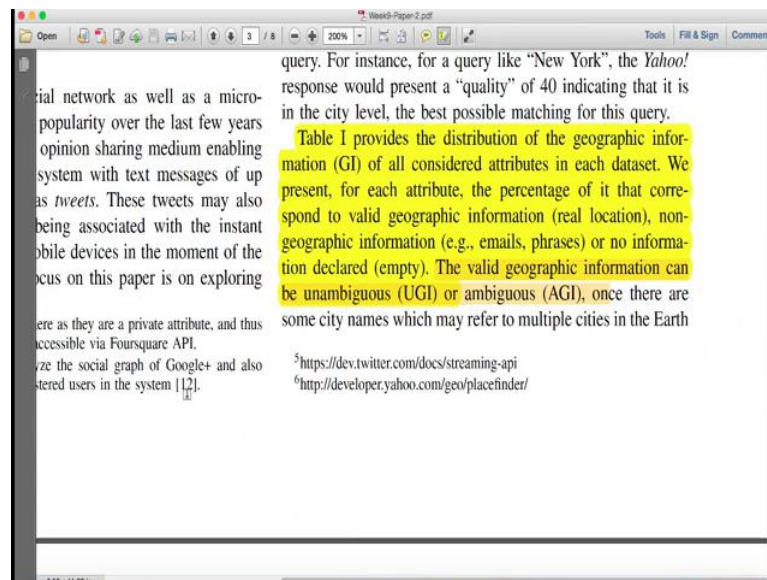 Week9-Paper-2.pdf
Open
3 / 8
200%
Tools
Fill & Sign
Commen
cial network as well as a micro-
popularity over the last few years
opinion sharing medium enabling
system with text messages of up
as tweets. These tweets may also
being associated with the instant
obile devices in the moment of the
ocus on this paper is on exploring
ere as they are a private attribute, and thus
accessible via Foursquare API.
yze the social graph of Google+ and also
stered users in the system [12].
query. For instance, for a query like “New York”, the Yahoo!
response would present a “quality” of 40 indicating that it is
in the city level, the best possible matching for this query.
Table I provides the distribution of the geographic infor-
mation (GI) of all considered attributes in each dataset. We
present, for each attribute, the percentage of it that corre-
spond to valid geographic information (real location), non-
geographic information (e.g., emails, phrases) or no informa-
tion declared (empty). The valid geographic information can
be unambiguous (UGI) or ambiguous (AGI), once there are
some city names which may refer to multiple cities in the Earth
5https://dev.twitter.com/docs/streaming-api
6http://developer.yahoo.com/geo/placefinder/